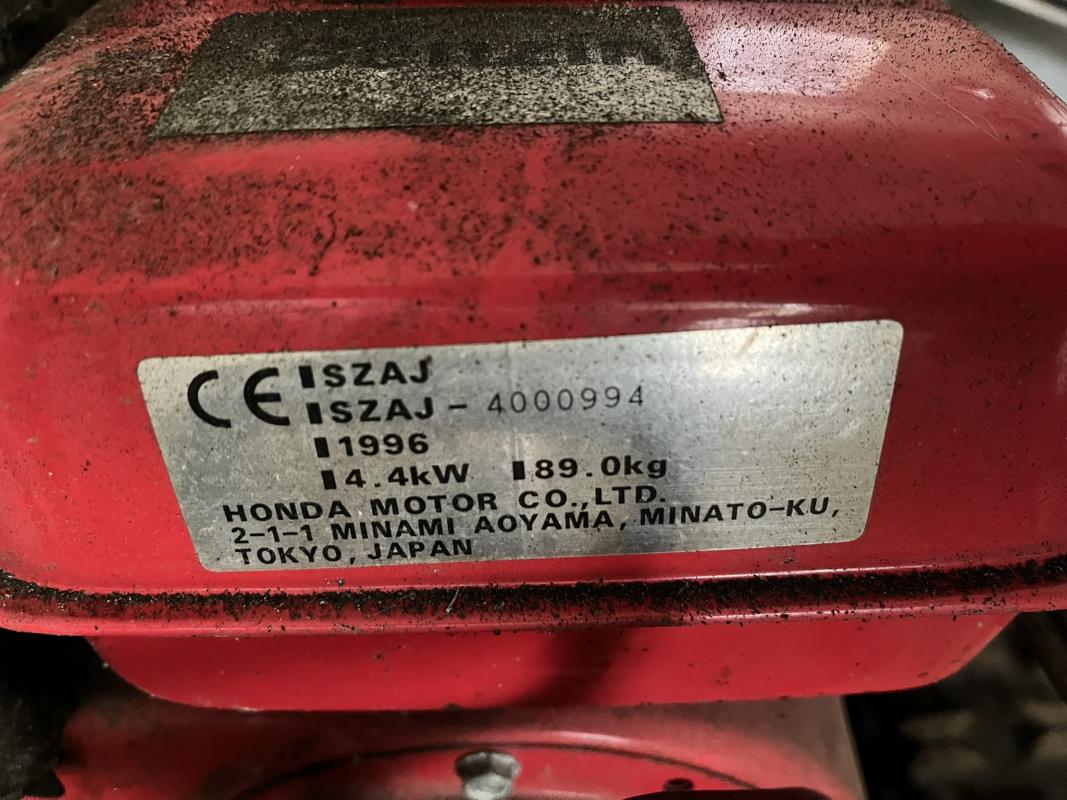 CE ▮SZAJ
▮SZAJ - 4000994
▮1996
▮4.4kW ▮89.0kg
HONDA MOTOR CO.,LTD.
2-1-1 MINAMI AOYAMA, MINATO-KU,
TOKYO, JAPAN